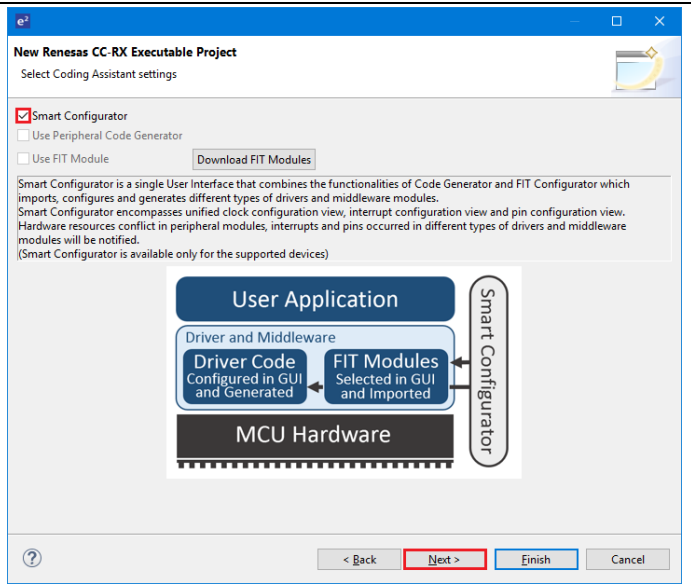 e²
New Renesas CC-RX Executable Project
Select Coding Assistant settings
Smart Configurator
Use Peripheral Code Generator
Use FIT Module
Download FIT Modules
Smart Configurator is a single User Interface that combines the functionalities of Code Generator and FIT Configurator which
imports, configures and generates different types of drivers and middleware modules.
Smart Configurator encompasses unified clock configuration view, interrupt configuration view and pin configuration view.
Hardware resources conflict in peripheral modules, interrupts and pins occurred in different types of drivers and middleware
modules will be notified.
(Smart Configurator is available only for the supported devices)
User Application
Driver and Middleware
Driver Code
Configured in GUI
and Generated
FIT Modules
Selected in GUI
and Imported
MCU Hardware
Smart Configurator
?
< Back
Next >
Finish
Cancel